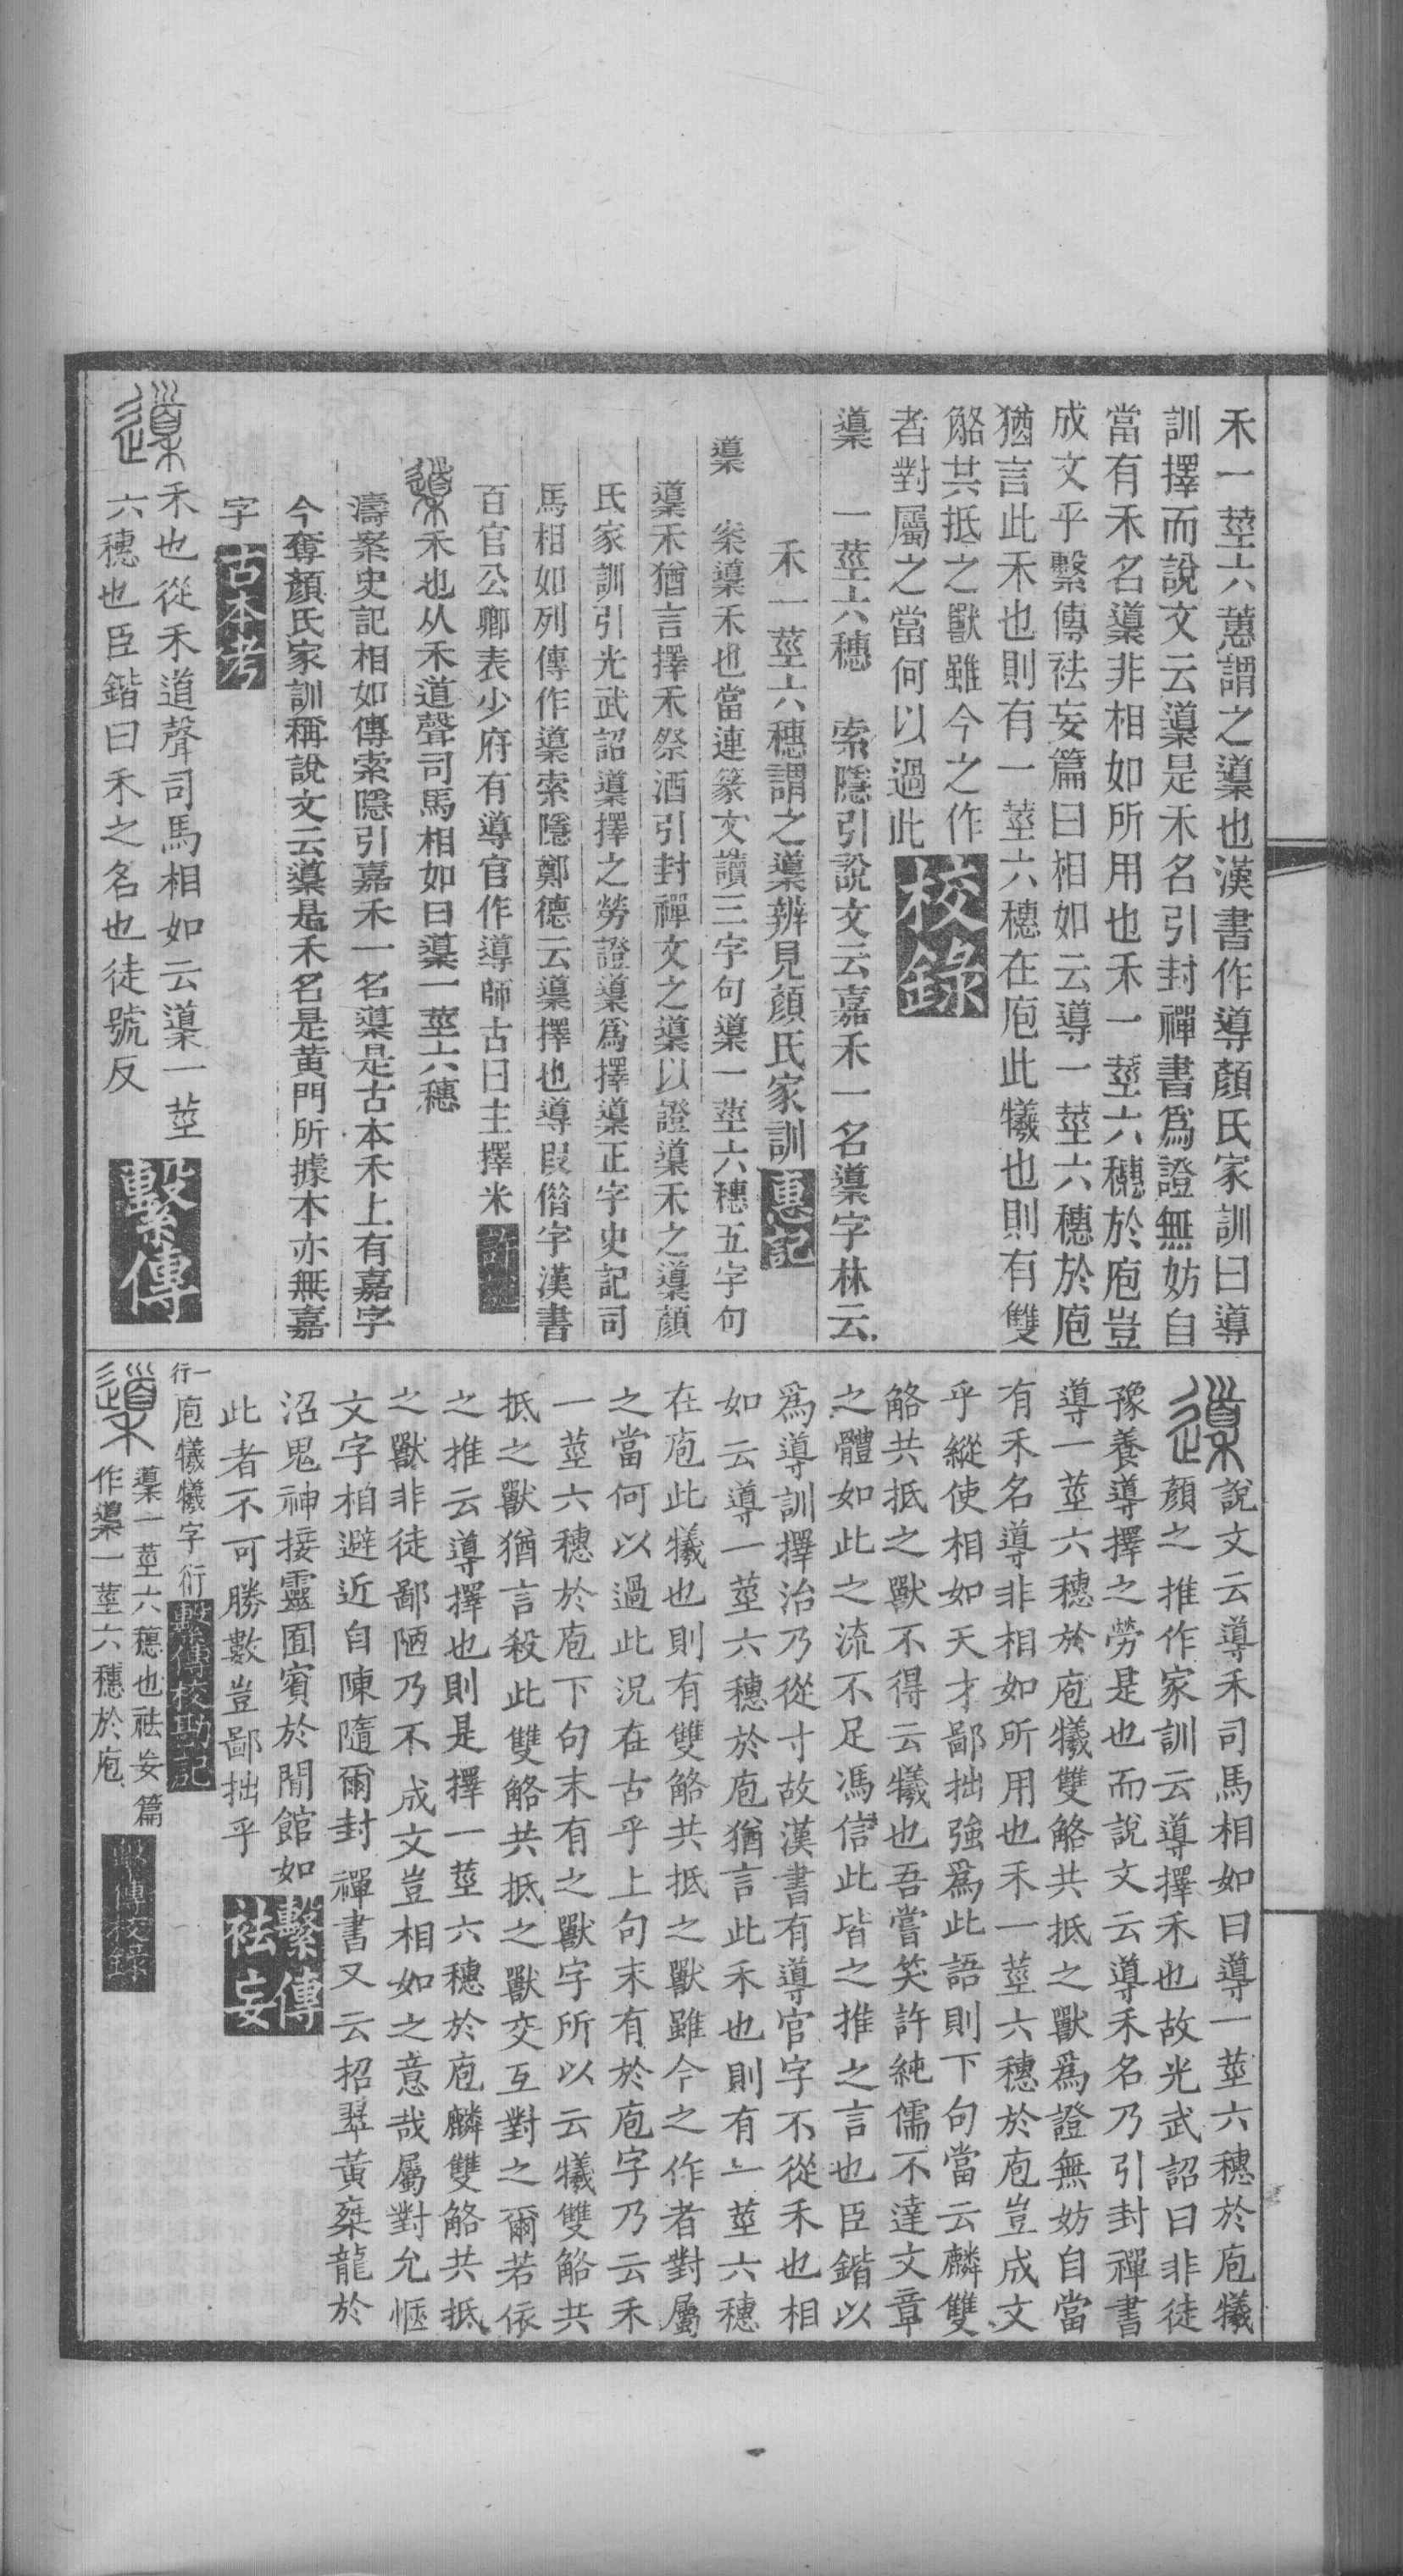 禾一莖六蕙謂之䆃也漢書作導顔氏家訓曰導
訓擇而說文云䆃是禾名引封禪書爲證無妨自
當有禾名䆃非相如所用也禾一莖六穗於庖豈
成文乎繫傳袪妄篇曰相如云導一莖六穗於庖
猶言此禾也則有一莖六穗在庖此犧也則有雙
觡共抵之獸雖今之作
者對屬之當何以過此校錄
䆃 一莖六穗 索隱引說文云嘉禾一名䆃字林云
禾一莖六穗謂之䆃辨見顔氏家訓惠記
䆃 案䆃禾也當連篆文讀三字句䆃一莖六穗五字句
䆃禾猶言擇禾祭酒引封禪文之䆃以證䆃禾之䆃顔
氏家訓引光武詔䆃擇之勞證䆃爲擇䆃正字史記司
馬相如列傳作䆃索隱鄭德云䆃擇也導叚偕字漢書
百官公卿表少府有導官作導師古曰主擇米
䆃禾也从禾道聲司馬相如曰䆃一莖六穗
濤案史記相如傳索隱引嘉禾一名䆃是古本禾上有嘉字
今奪顔氏家訓稱說文云䆃是禾名是黃門所據本亦無嘉
字古本考
䆃禾也從禾道聲司馬相如云䆃一莖
六穗也臣鍇曰禾之名也徒號反繫傳
䆃說文云導禾司馬相如曰導一莖六穗於庖犧
顔之推作家訓云導擇禾也故光武詔曰非徒
豫養導擇之勞是也而說文云導禾名乃引封禪書
導一莖六穗於庖犧雙觡共抵之獸爲證無妨自當
有禾名導非相如所用也禾一莖六穗於庖豈成文
乎縱使相如天才鄙拙強爲此語則下句當云麟雙
觡共抵之獸不得云犧也吾嘗笑許純儒不達文章
之體如此之流不足馮信此皆之推之言也臣鍇以
爲導訓擇治乃從寸故漢書有導官字不從禾也相
如云導一莖六穗於庖猶言此禾也則有一莖六穗
在庖此犧也則有雙觡共抵之獸雖今之作者對屬
之當何以過此況在古乎上句末有於庖字乃云禾
一莖六穗於庖下句末有之獸字所以云犧雙觡共
抵之獸猶言殺此雙觡共抵之獸交互對之爾若依
之推云導擇也則是擇一莖六穗於庖麟雙觡共抵
之獸非徒鄙陋乃不成文豈相如之意哉屬對允愜
文字相避近自陳隨爾封禪書又云招翠黃椉龍於
沼鬼神接靈囿賓於閒館如
此者不可勝數豈鄙拙乎繫傳袪妄
一行庖犧犧字衍繫傳校勘記
䆃䆃一莖六穗也袪妄篇
作䆃一莖六穗於庖繫傳校錄